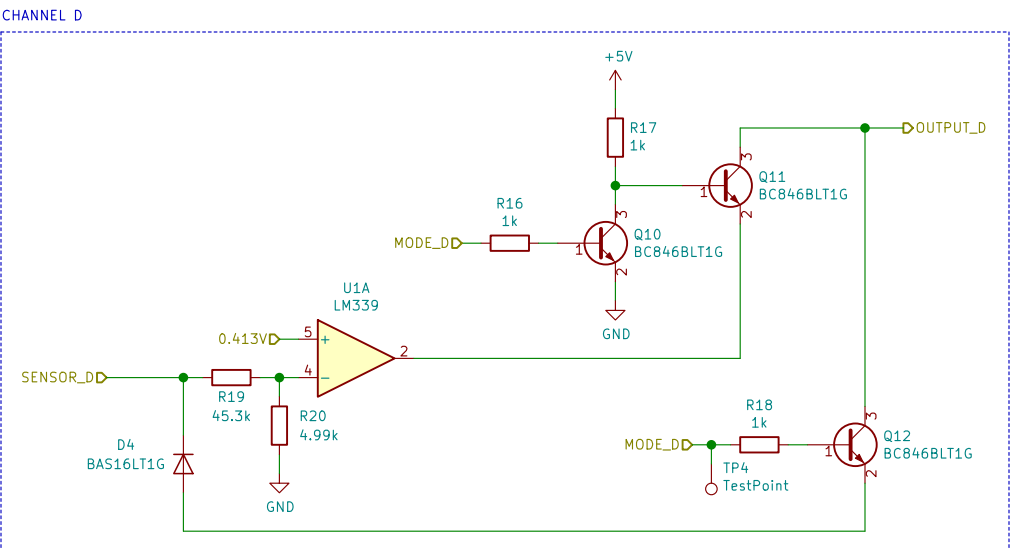 CHANNEL D
+5V
R17
1k
OUTPUT_D
3
Q11
BC846BLT1G
1
2
R16
1k
MODE_D
3
Q10
BC846BLT1G
1
2
GND
U1A
LM339
0.413V
5
+
2
4
-
SENSOR_D
R19
45.3k
R20
4.99k
GND
D4
BAS16LT1G
R18
1k
MODE_D
TP4
TestPoint
3
Q12
BC846BLT1G
1
2